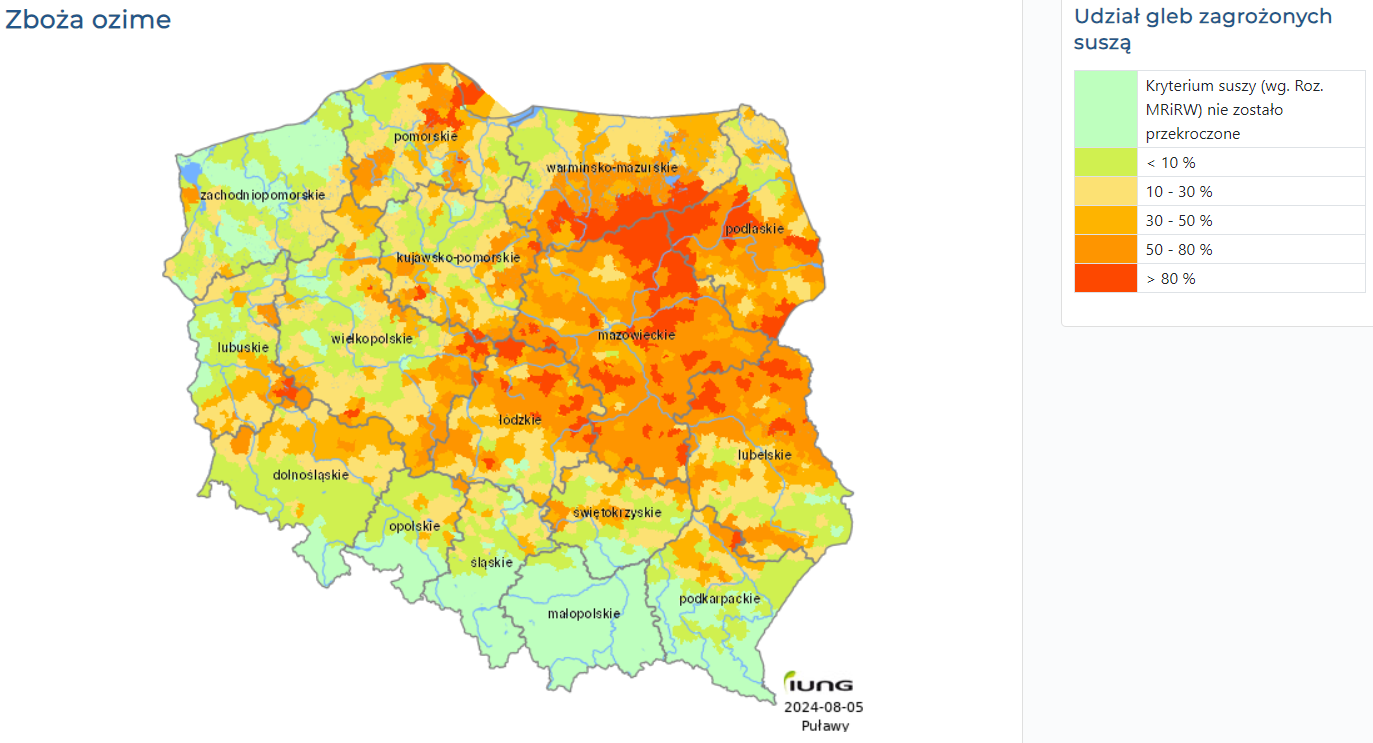 Zboża ozime
Udział gleb zagrożonych
suszą
Kryterium suszy (wg. Roz.
MRiRW) nie zostało
przekroczone
< 10 %
10 - 30 %
30 - 50 %
50 - 80 %
> 80 %
pomorskie
warmińsko-mazurskie
zachodniopomorskie
podlaskie
kujawsko-pomorskie
mazowieckie
wielkopolskie
lubuskie
łódzkie
lubelskie
dolnośląskie
świętokrzyskie
opolskie
śląskie
podkarpackie
małopolskie
IUNG
2024-08-05
Puławy